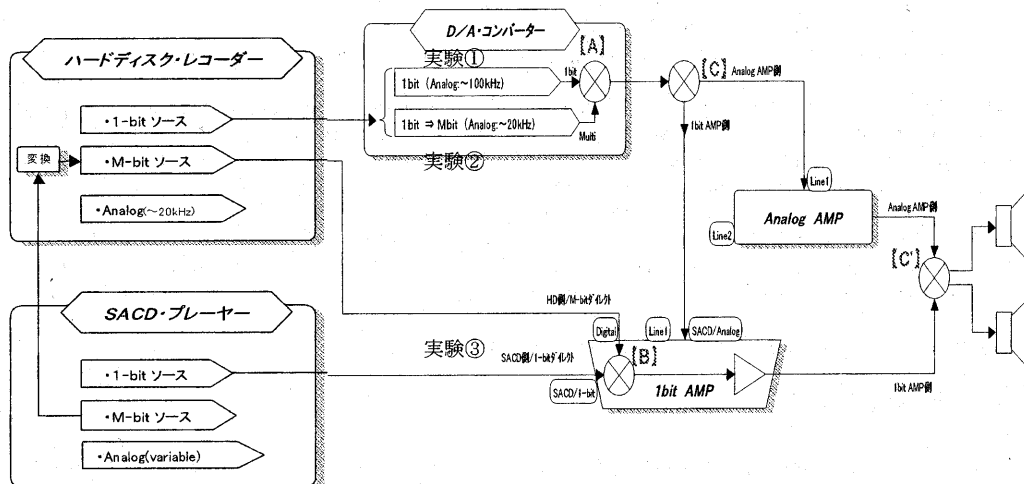 D/A・コンバーター
ハードディスク・レコーダー
実験①
【A】
1bit (Analog:~100kHz)
1bit
【C】
Analog AMP側
・1-bit ソース
1bit ⇒ Mbit (Analog:~20kHz)
Multi
1bit AMP側
変換
・M-bit ソース
実験②
・Analog(~20kHz)
Line1
Analog AMP
Analog AMP側
Line2
【C'】
SACD・プレーヤー
HD側/M-bitダイレクト
Digital
Line1
SACD/Analog
実験③
SACD側/1-bitダイレクト
【B】
・1-bit ソース
SACD/1-bit
1bit AMP
1bit AMP側
・M-bit ソース
・Analog(variable)